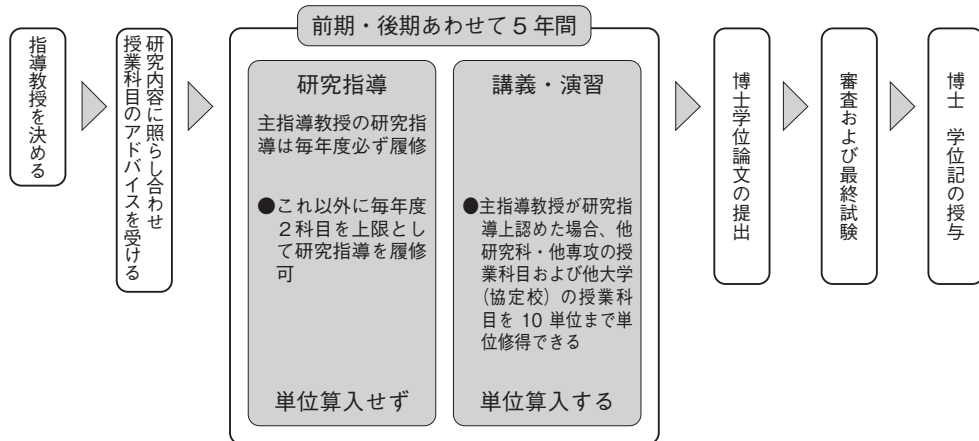 指導教授を決める
研究内容に照らし合わせ
授業科目のアドバイスを受ける
前期・後期あわせて5年間
研究指導
主指導教授の研究指
導は毎年度必ず履修
●これ以外に毎年度
2科目を上限とし
て研究指導を履修
可
単位算入せず
講義・演習
●主指導教授が研究指
導上認めた場合、他
研究科・他専攻の授
業科目および他大学
(協定校)の授業科
目を 10 単位まで単
位修得できる
単位算入する
博士学位論文の提出
審査および最終試験
博士 学位記の授与